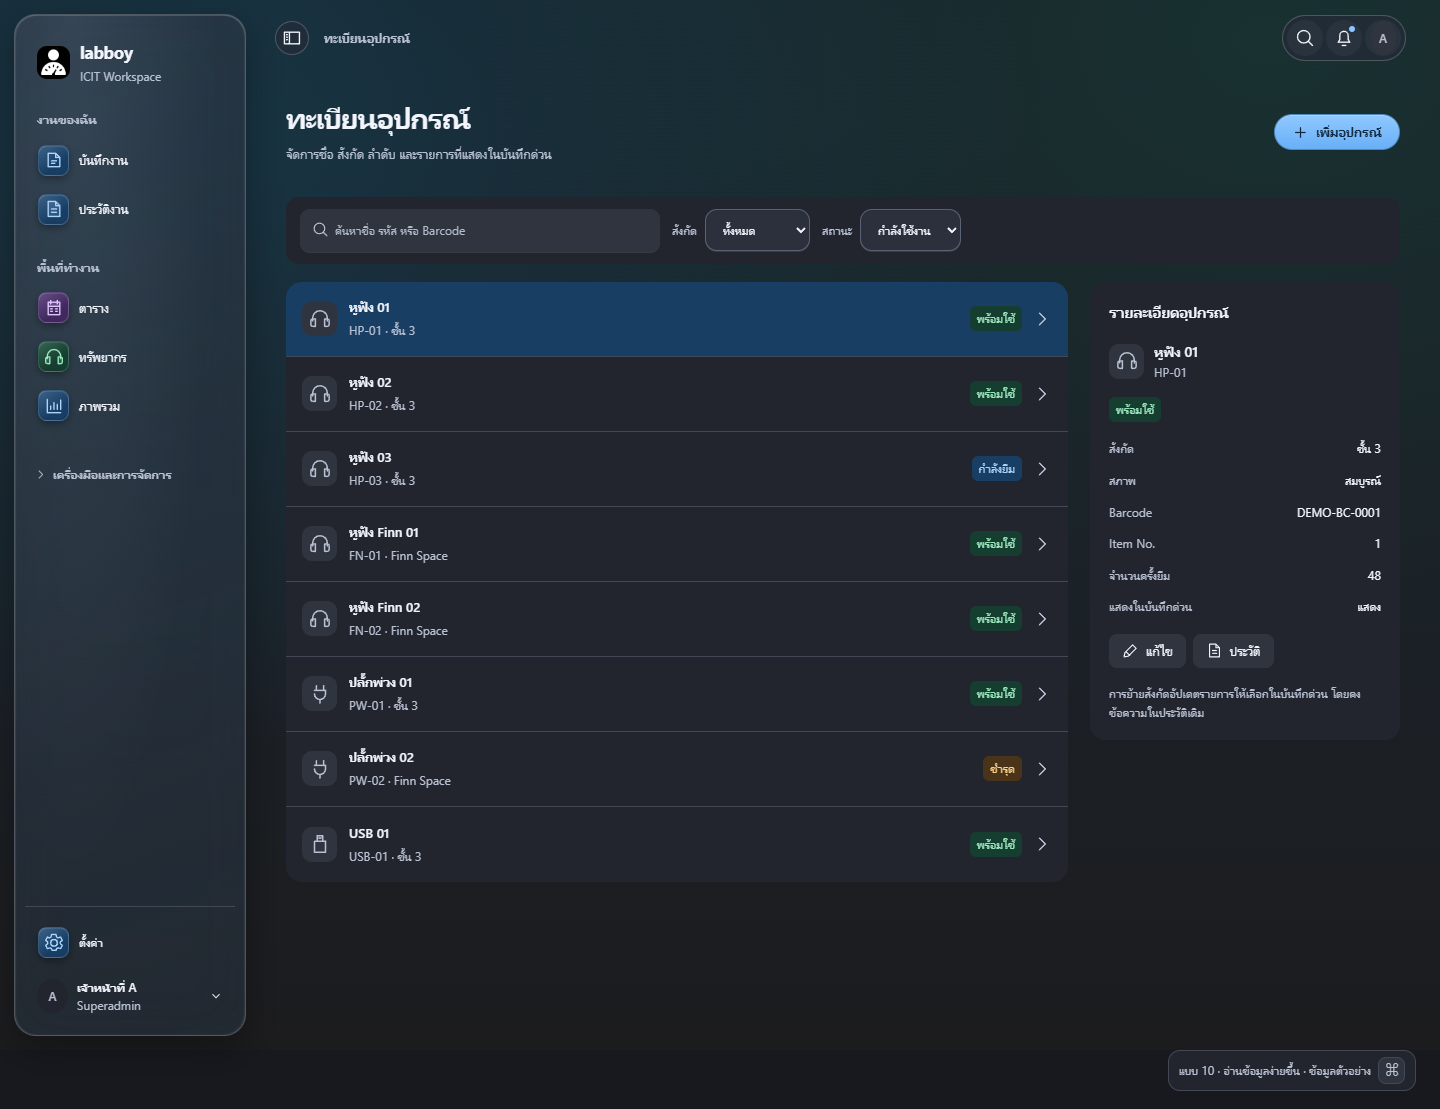 labboy
ICIT Workspace
งานของฉัน
บันทึกงาน
ประวัติงาน
พื้นที่ทำงาน
ตาราง
ทรัพยากร
ภาพรวม
เครื่องมือและการจัดการ
ตั้งค่า
A
เจ้าหน้าที่ A
Superadmin
ทะเบียนอุปกรณ์
A
ทะเบียนอุปกรณ์
จัดการชื่อ สังกัด ลำดับ และรายการที่แสดงในบันทึกด่วน
เพิ่มอุปกรณ์
ค้นหาชื่อ รหัส หรือ Barcode
สังกัด
ทั้งหมด
สถานะ
กำลังใช้งาน
หูฟัง 01
HP-01 · ชั้น 3
พร้อมใช้
หูฟัง 02
HP-02 · ชั้น 3
พร้อมใช้
หูฟัง 03
HP-03 · ชั้น 3
กำลังยืม
หูฟัง Finn 01
FN-01 · Finn Space
พร้อมใช้
หูฟัง Finn 02
FN-02 · Finn Space
พร้อมใช้
ปลั๊กพ่วง 01
PW-01 · ชั้น 3
พร้อมใช้
ปลั๊กพ่วง 02
PW-02 · Finn Space
ชำรุด
USB 01
USB-01 · ชั้น 3
พร้อมใช้
รายละเอียดอุปกรณ์
หูฟัง 01
HP-01
พร้อมใช้
สังกัด ชั้น 3
สภาพ สมบูรณ์
Barcode DEMO-BC-0001
Item No. 1
จำนวนครั้งยืม 48
แสดงในบันทึกด่วน แสดง
แก้ไข
ประวัติ
การย้ายสังกัดอัปเดตรายการให้เลือกในบันทึกด่วน โดยคง
ข้อความในประวัติเดิม
แบบ 10 · อ่านข้อมูลง่ายขึ้น · ข้อมูลตัวอย่าง ⌘